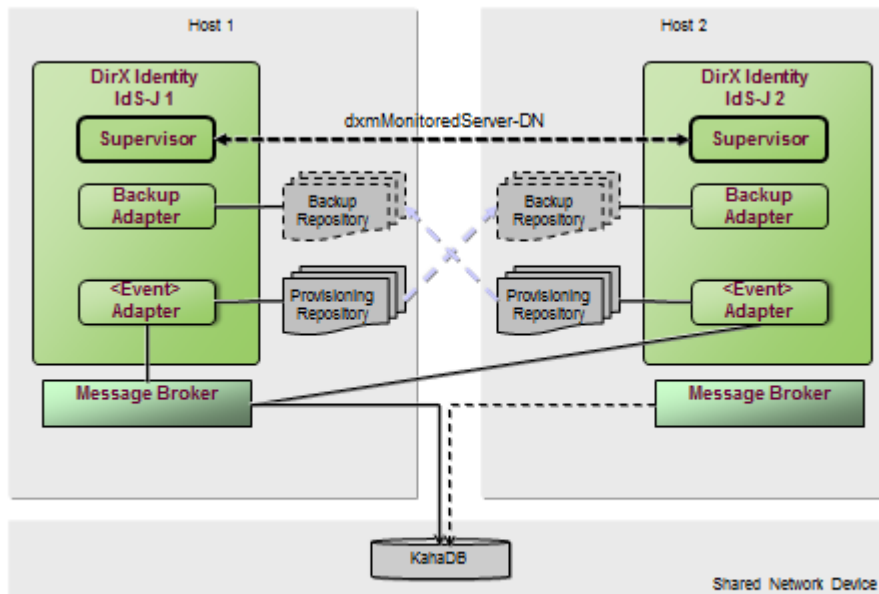 Host 1
Host 2
DirX Identity
IdS-J 1
DirX Identity
IdS-J 2
dxmMonitoredServer-DN
Supervisor
Supervisor
Backup
Adapter
Backup
Repository
Backup
Repository
Backup
Adapter
<Event>
Adapter
Provisioning
Repository
Provisioning
Repository
<Event>
Adapter
Message Broker
Message Broker
KahaDB
Shared Network Device